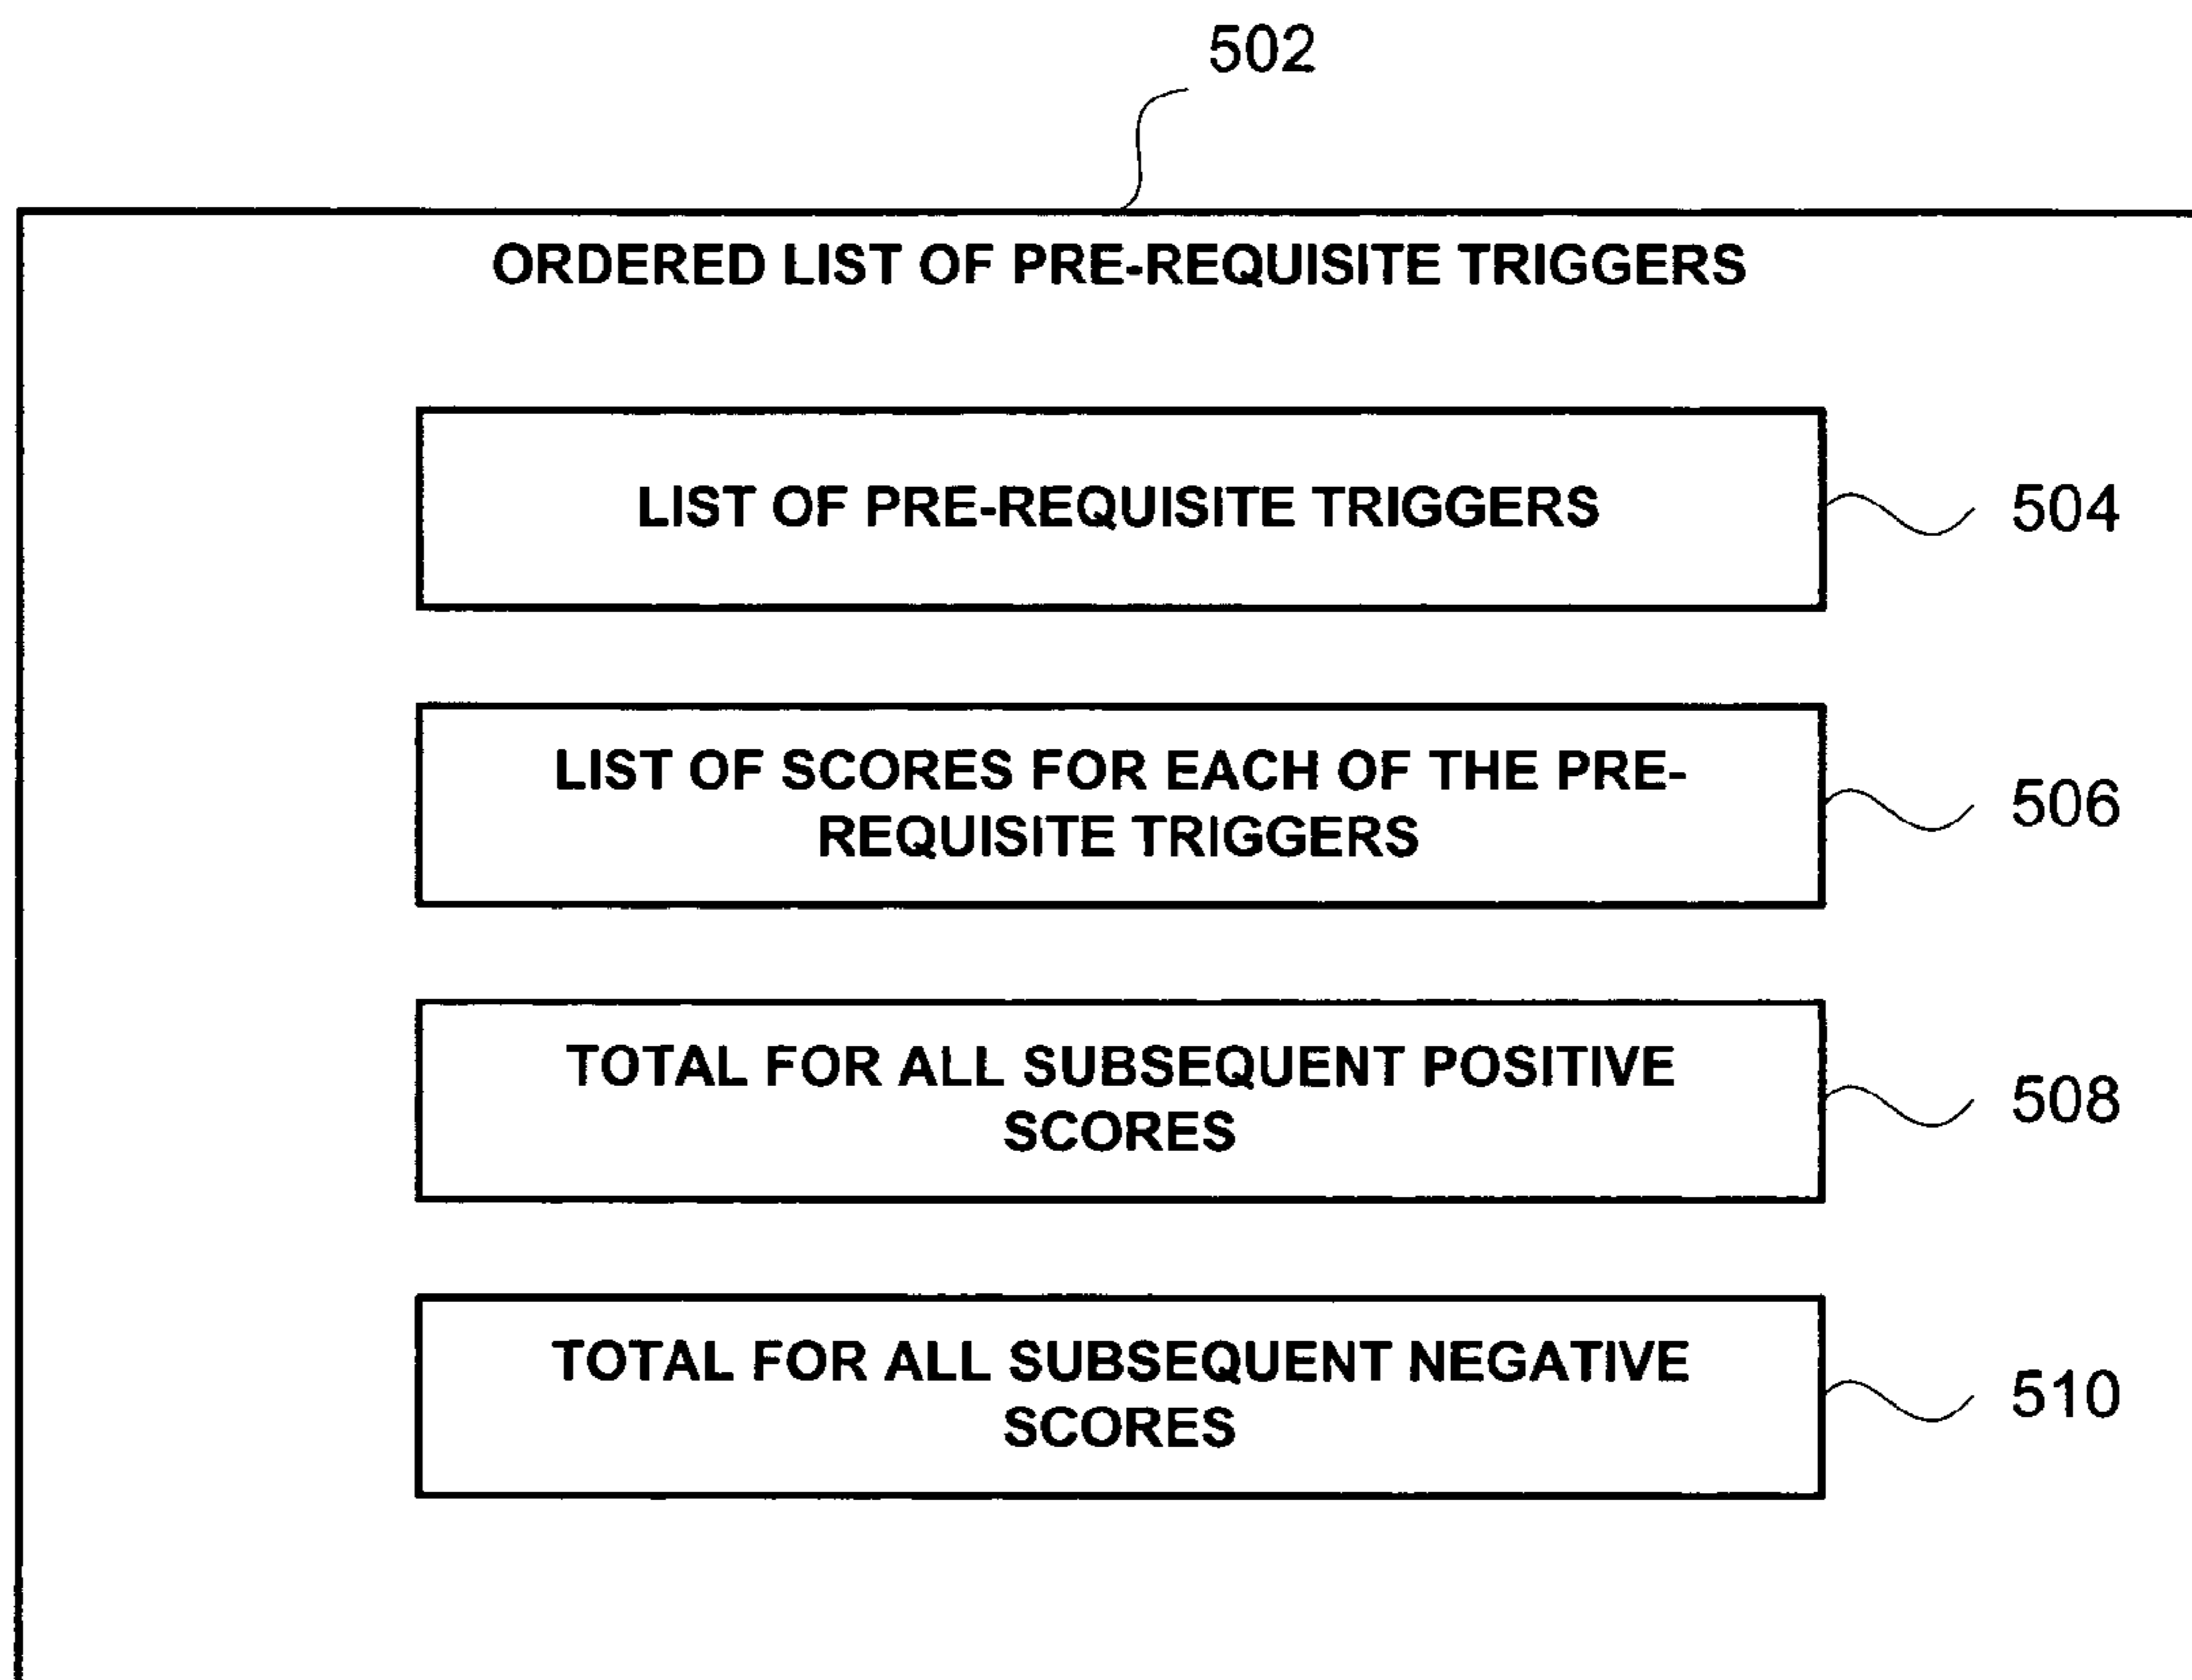 502
ORDERED LIST OF PRE-REQUISITE TRIGGERS
LIST OF PRE-REQUISITE TRIGGERS
504
LIST OF SCORES FOR EACH OF THE PRE-
REQUISITE TRIGGERS
506
TOTAL FOR ALL SUBSEQUENT POSITIVE
SCORES
508
TOTAL FOR ALL SUBSEQUENT NEGATIVE
SCORES
510